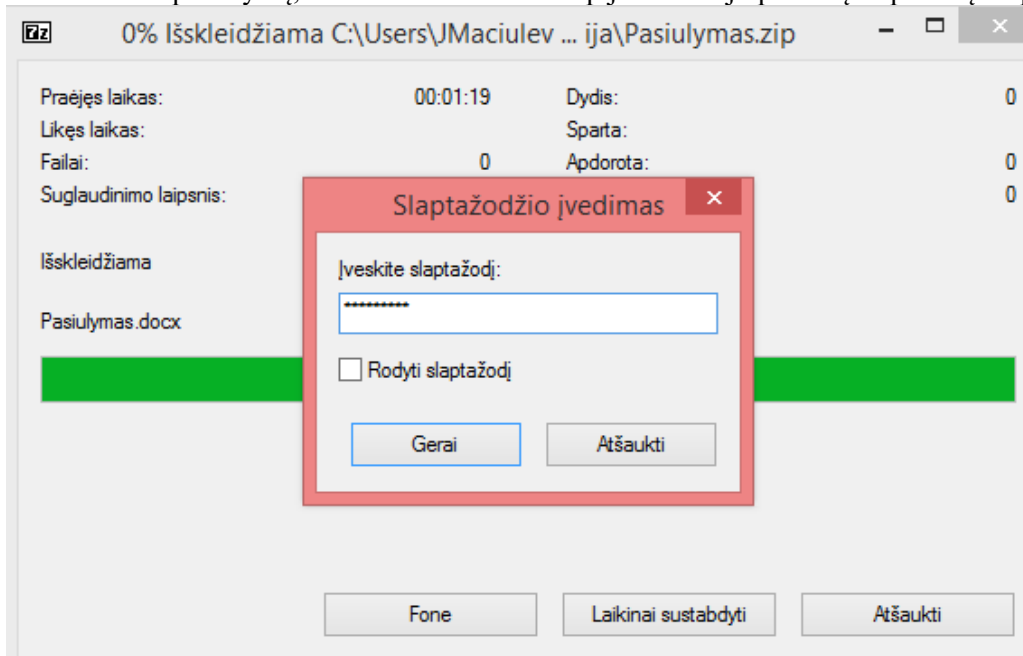 0% Išskleidžiama C:\Users\JMaciulev ... ija\Pasiulymas.zip
Praėjęs laikas: 00:01:19 Dydis: 0
Likęs laikas: Sparta:
Failai: 0 Apdorota: 0
Suglaudinimo laipsnis: 0
Slaptažodžio įvedimas
Išskleidžiama
Įveskite slaptažodį:
*********
Pasiulymas.docx
Rodyti slaptažodį
Gerai Atšaukti
Fone Laikinai sustabdyti Atšaukti